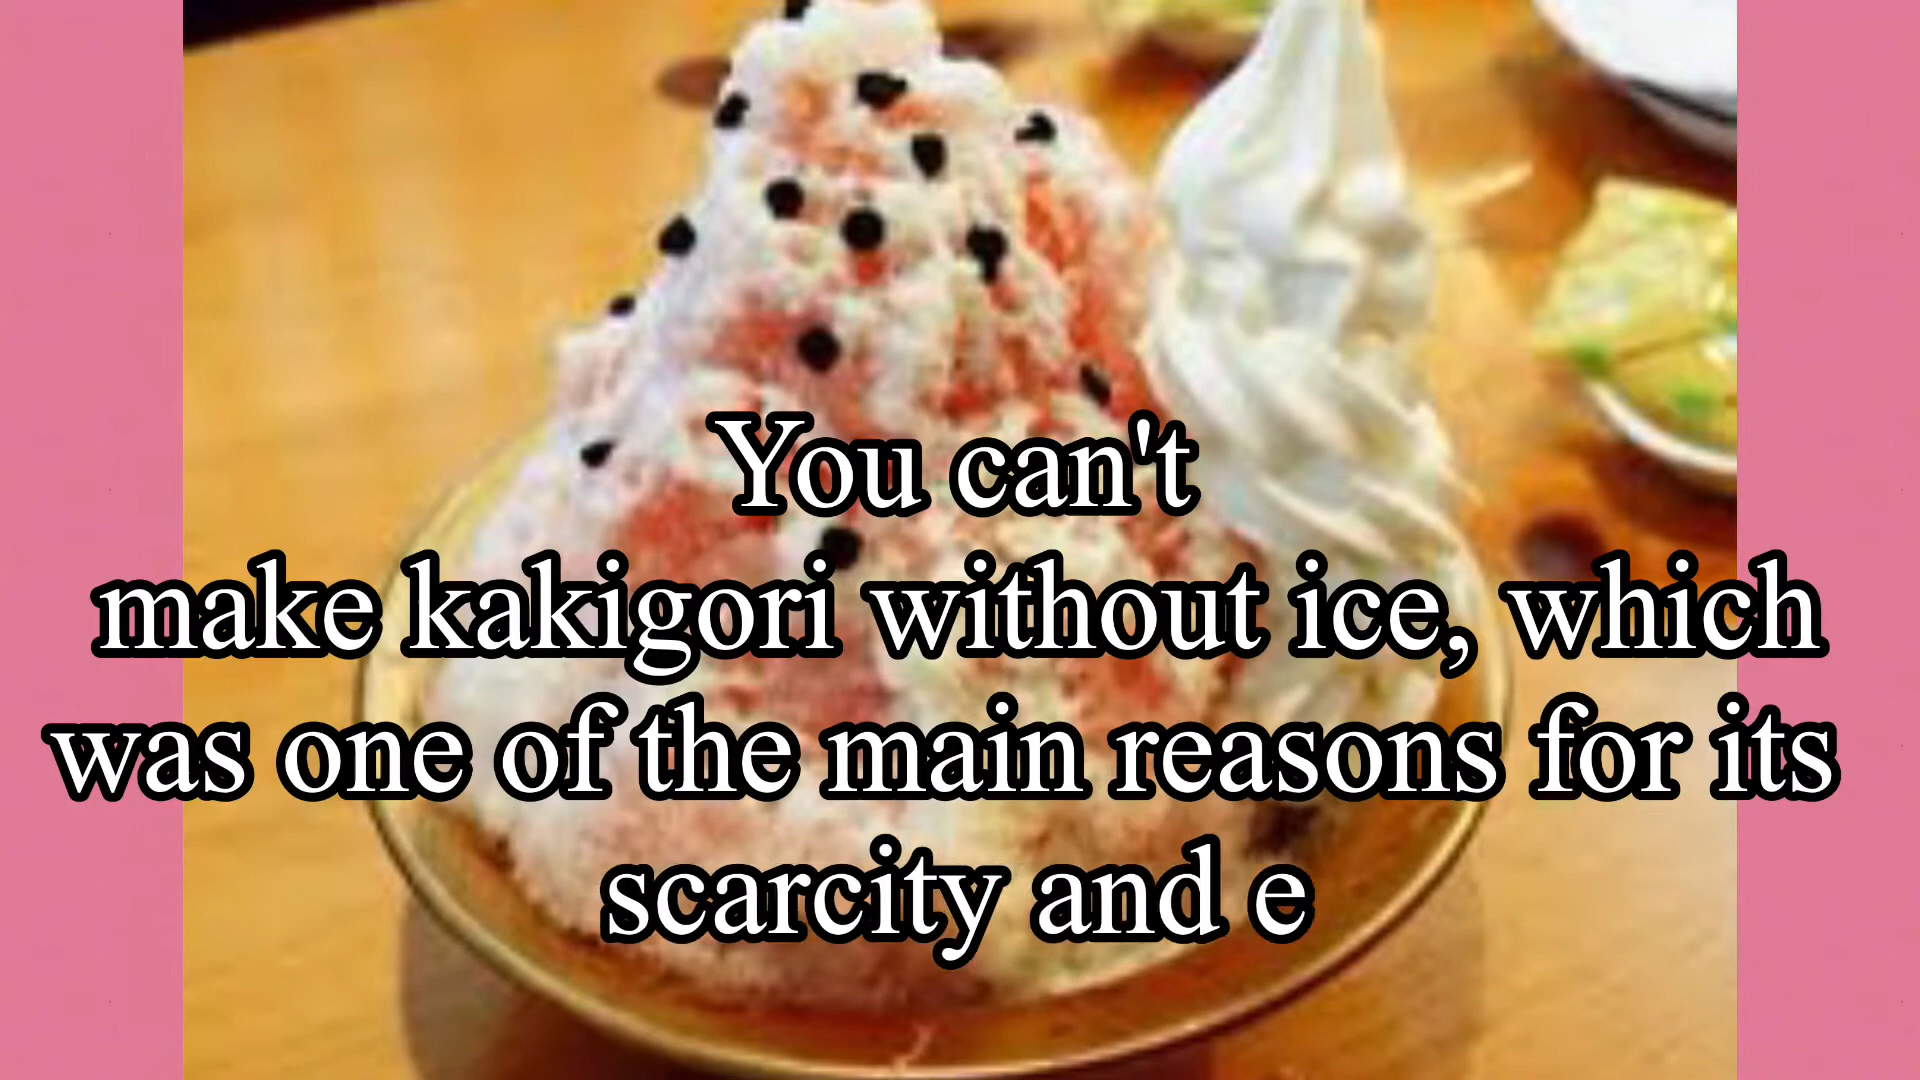 You can't
make kakigori without ice, which
was one of the main reasons for its
scarcity and e